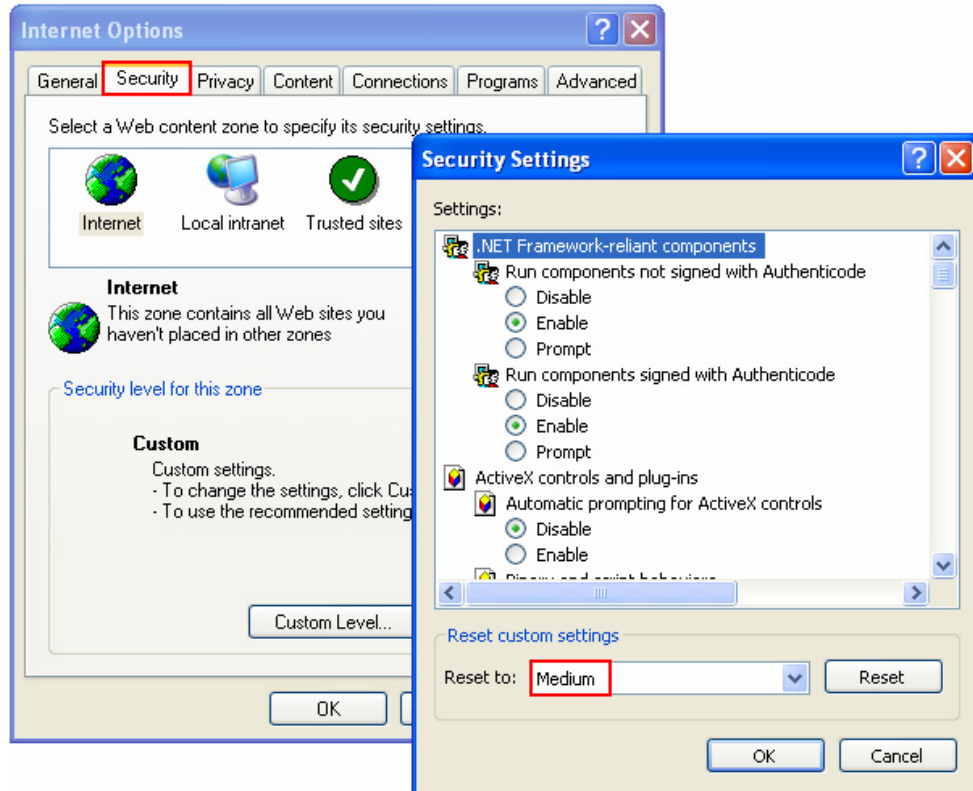 Internet Options
General Security Privacy Content Connections Programs Advanced
Select a Web content zone to specify its security settings.
Internet Local intranet Trusted sites
Internet
This zone contains all Web sites you
haven't placed in other zones
Security level for this zone
Custom
Custom settings.
- To change the settings, click
- To use the recommended
Custom Level...
OK
Security Settings
Settings:
.NET Framework-reliant components
Run components not signed with Authenticode
Disable
Enable
Prompt
Run components signed with Authenticode
Disable
Enable
Prompt
ActiveX controls and plug-ins
Automatic prompting for ActiveX controls
Disable
Enable
Reset custom settings
Reset to: Medium Reset
OK Cancel